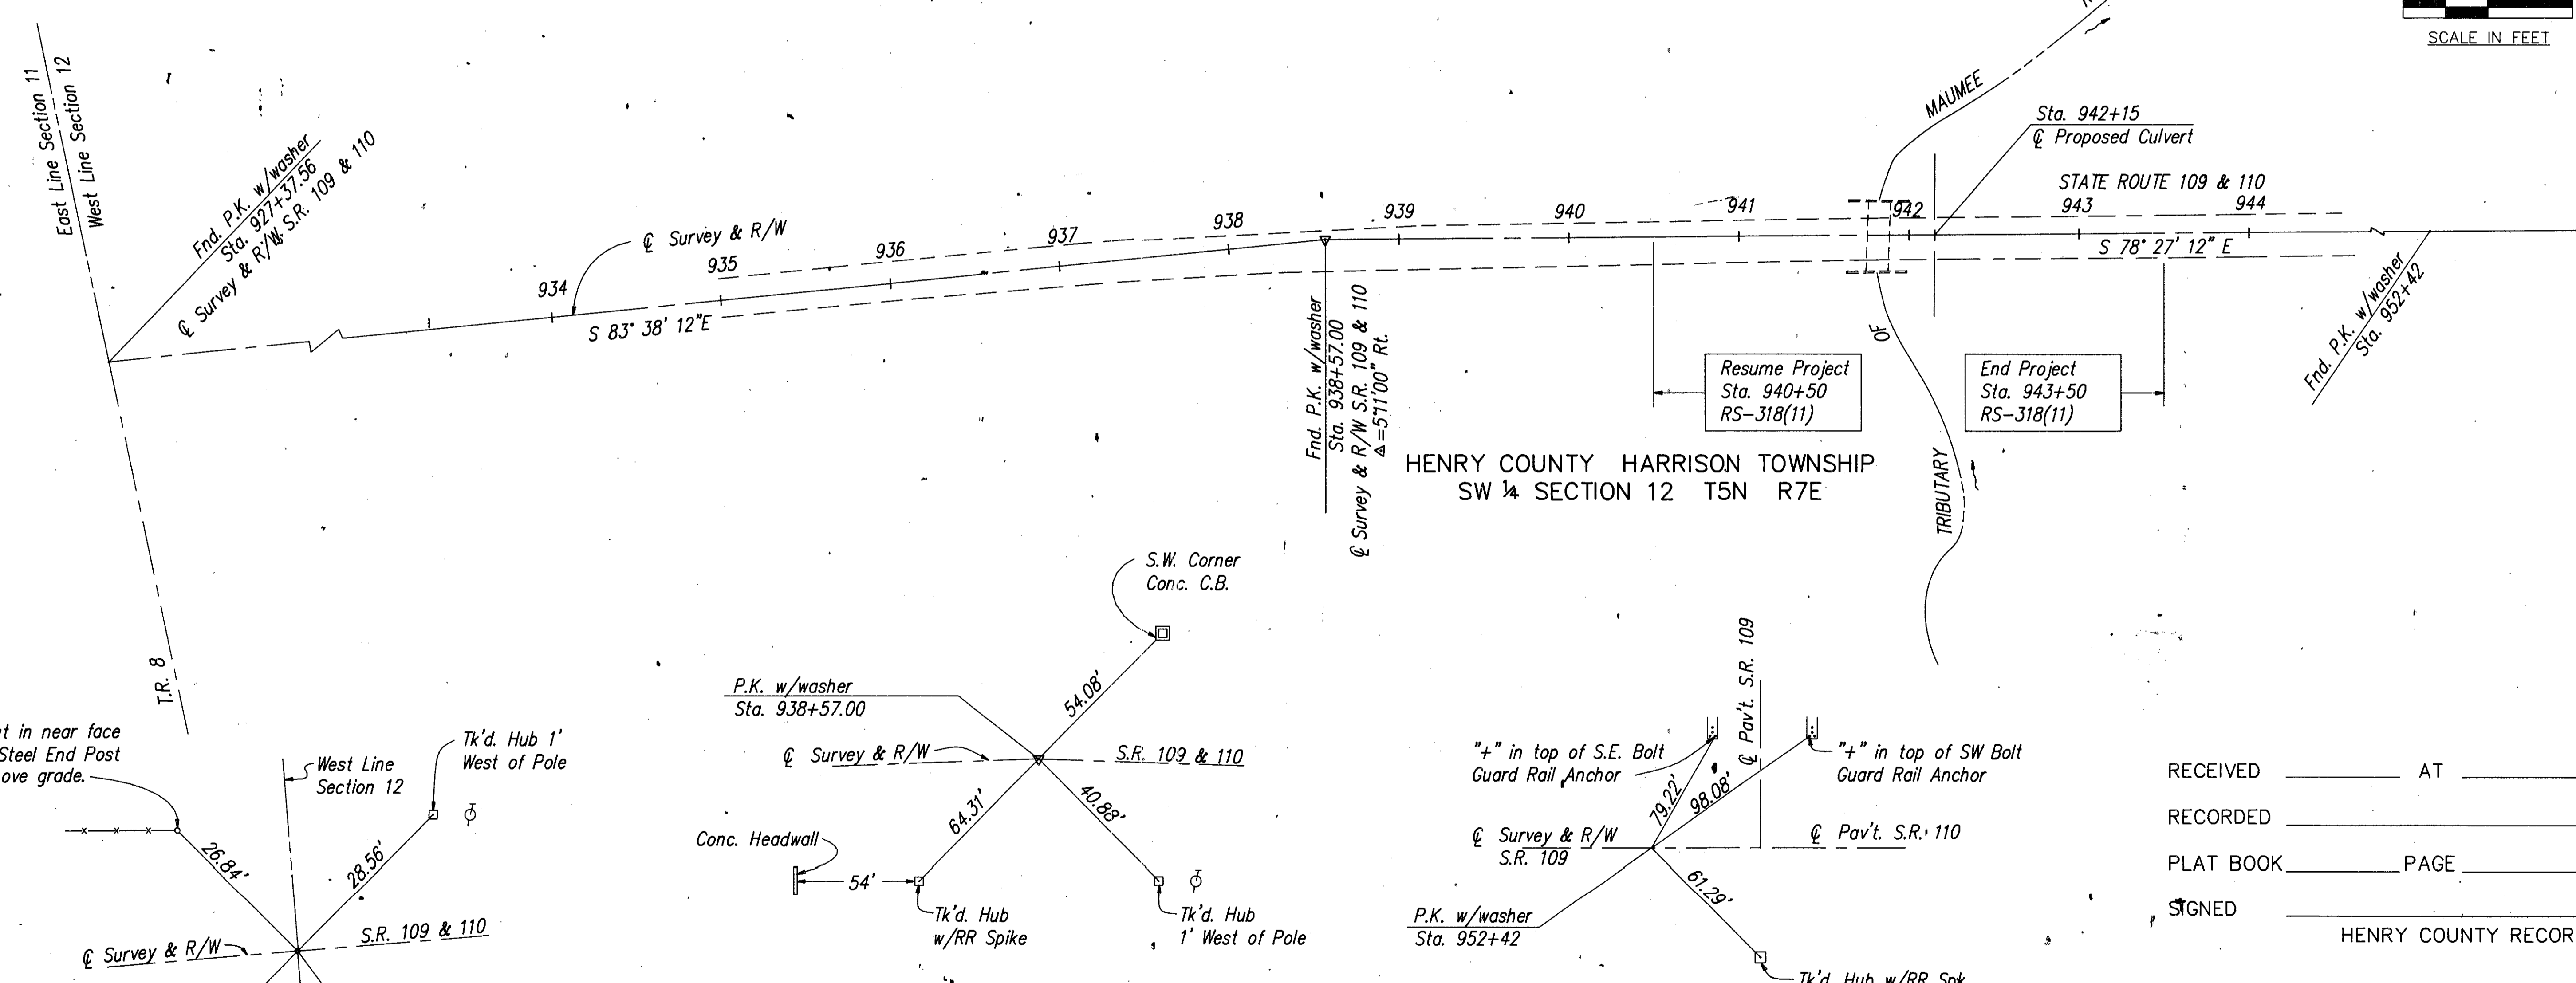 SCALE IN FEET
East Line Section 11
West Line Section 12
Fnd. P.K. w/washer
Sta. 927+37.56
℄ Survey & R/W S.R. 109 & 110
℄ Survey & R/W
934
935
936
937
938
939
940
941
942
943
944
S 83° 38' 12"E
MAUMEE
Sta. 942+15
℄ Proposed Culvert
STATE ROUTE 109 & 110
S 78° 27' 12" E
Fnd. P.K. w/washer
Sta. 952+42
Fnd. P.K. w/washer
Sta. 938+57.00
℄ Survey & R/W S.R. 109 & 110
Δ=5°11'00" Rt.
OF
TRIBUTARY
Resume Project
Sta. 940+50
RS-318(11)
End Project
Sta. 943+50
RS-318(11)
HENRY COUNTY HARRISON TOWNSHIP
SW ¼ SECTION 12 T5N R7E
T.R. 8
in near face
Steel End Post
grade.
West Line
Section 12
Tk'd. Hub 1'
West of Pole
26.84'
28.56'
℄ Survey & R/W
S.R. 109 & 110
S.W. Corner
Conc. C.B.
P.K. w/washer
Sta. 938+57.00
54.08'
℄ Survey & R/W
S.R. 109 & 110
64.31'
40.88'
Conc. Headwall
54'
Tk'd. Hub
w/RR Spike
Tk'd. Hub
1' West of Pole
℄ Pav't. S.R. 109
"+" in top of S.E. Bolt
Guard Rail Anchor
"+" in top of SW Bolt
Guard Rail Anchor
79.22'
98.08'
℄ Survey & R/W
S.R. 109
℄ Pav't. S.R. 110
61.29'
P.K. w/washer
Sta. 952+42
Tk'd. Hub w/RR Spk.
RECEIVED AT
RECORDED
PLAT BOOK PAGE
SIGNED
HENRY COUNTY RECOR